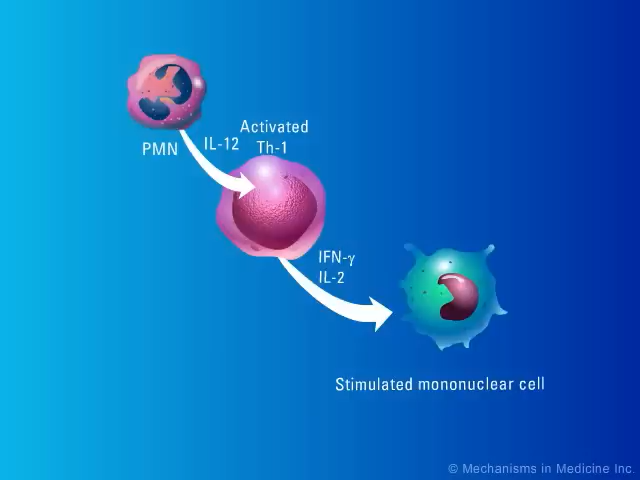 PMN
IL-12
Activated
Th-1
IFN-γ
IL-2
Stimulated mononuclear cell
© Mechanisms in Medicine Inc.